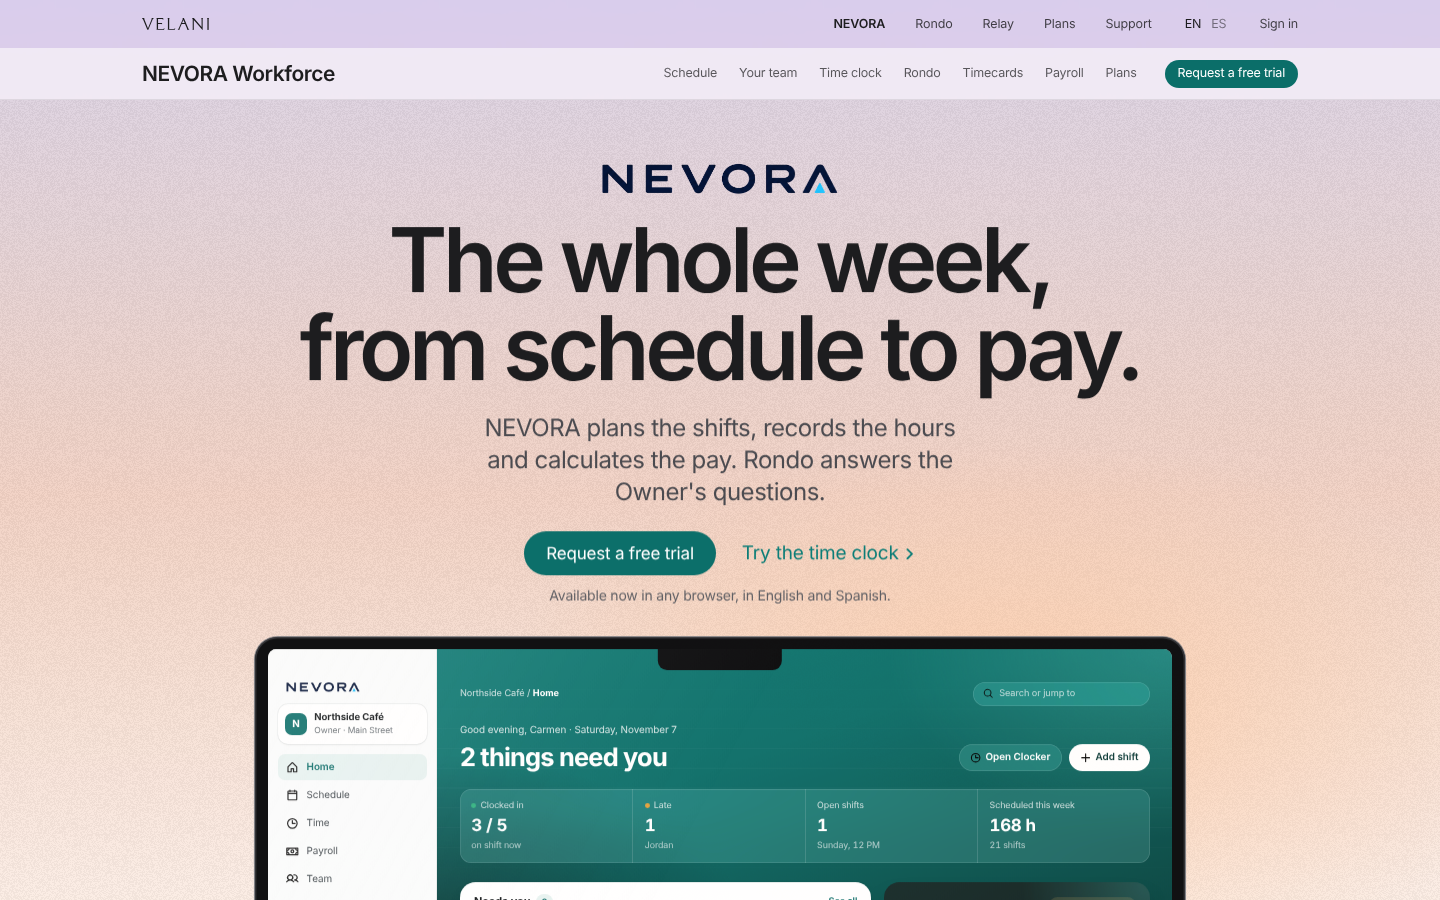 VELANI
NEVORA Rondo Relay Plans Support EN ES Sign in
NEVORA Workforce
Schedule Your team Time clock Rondo Timecards Payroll Plans Request a free trial
NEVORA
The whole week,
from schedule to pay.
NEVORA plans the shifts, records the hours
and calculates the pay. Rondo answers the
Owner's questions.
Request a free trial
Try the time clock
Available now in any browser, in English and Spanish.
NEVORA
N
Northside Café
Owner · Main Street
Home
Schedule
Time
Payroll
Team
Northside Café / Home
Search or jump to
Good evening, Carmen · Saturday, November 7
2 things need you
Open Clocker
Add shift
Clocked in
3 / 5
on shift now
Late
1
Jordan
Open shifts
1
Sunday, 12 PM
Scheduled this week
168 h
21 shifts
Needs you
See all